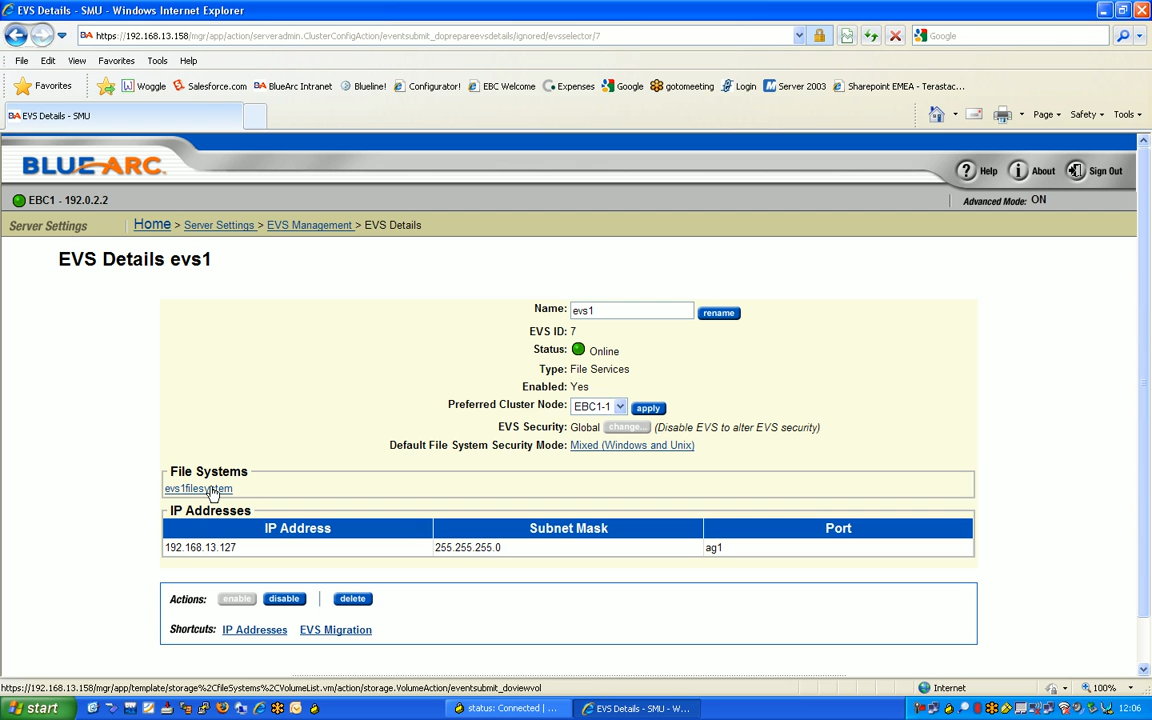 EVS Details - SMU - Windows Internet Explorer
BA https://192.168.13.158/mgr/app/action/serveradmin.ClusterConfigAction/eventsubmit_doprepareevsdetails/ignored/evsselector/7
Google
File Edit View Favorites Tools Help
Favorites Woggle Salesforce.com BA BlueArc Intranet Blueline! Configurator! EBC Welcome Expenses Google gotomeeting Login Server 2003 Sharepoint EMEA - Terastac...
BA EVS Details - SMU
Page Safety Tools
BLUEARC.
Help About Sign Out
EBC1 - 192.0.2.2
Advanced Mode: ON
Server Settings
Home > Server Settings > EVS Management > EVS Details
EVS Details evs1
Name: evs1 rename
EVS ID: 7
Status: Online
Type: File Services
Enabled: Yes
Preferred Cluster Node: EBC1-1 apply
EVS Security: Global change... (Disable EVS to alter EVS security)
Default File System Security Mode: Mixed (Windows and Unix)
File Systems
evs1filesystem
IP Addresses
IP Address Subnet Mask Port
192.168.13.127 255.255.255.0 ag1
Actions: enable disable | delete
Shortcuts: IP Addresses EVS Migration
https://192.168.13.158/mgr/app/template/storage%2CfileSystems%2CVolumeList.vm/action/storage.VolumeAction/eventsubmit_doviewvol
Internet 100%
start status: Connected | ... EVS Details - SMU - W... 12:06